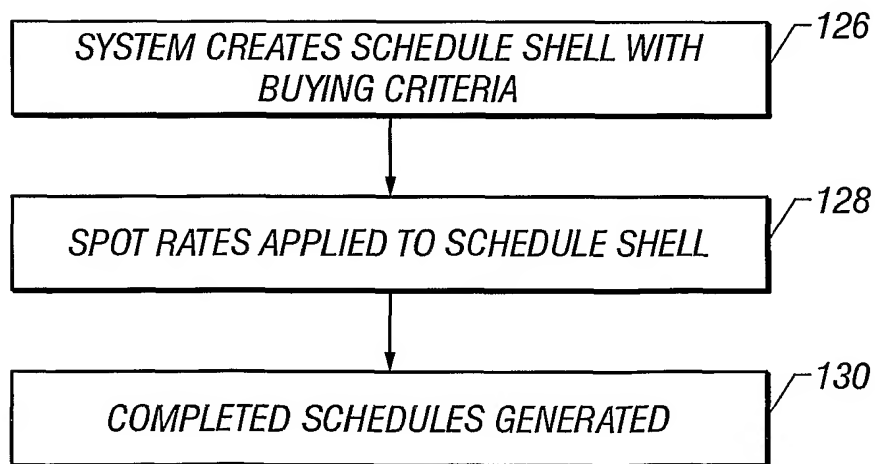 SYSTEM CREATES SCHEDULE SHELL WITH
BUYING CRITERIA
126
SPOT RATES APPLIED TO SCHEDULE SHELL
128
COMPLETED SCHEDULES GENERATED
130